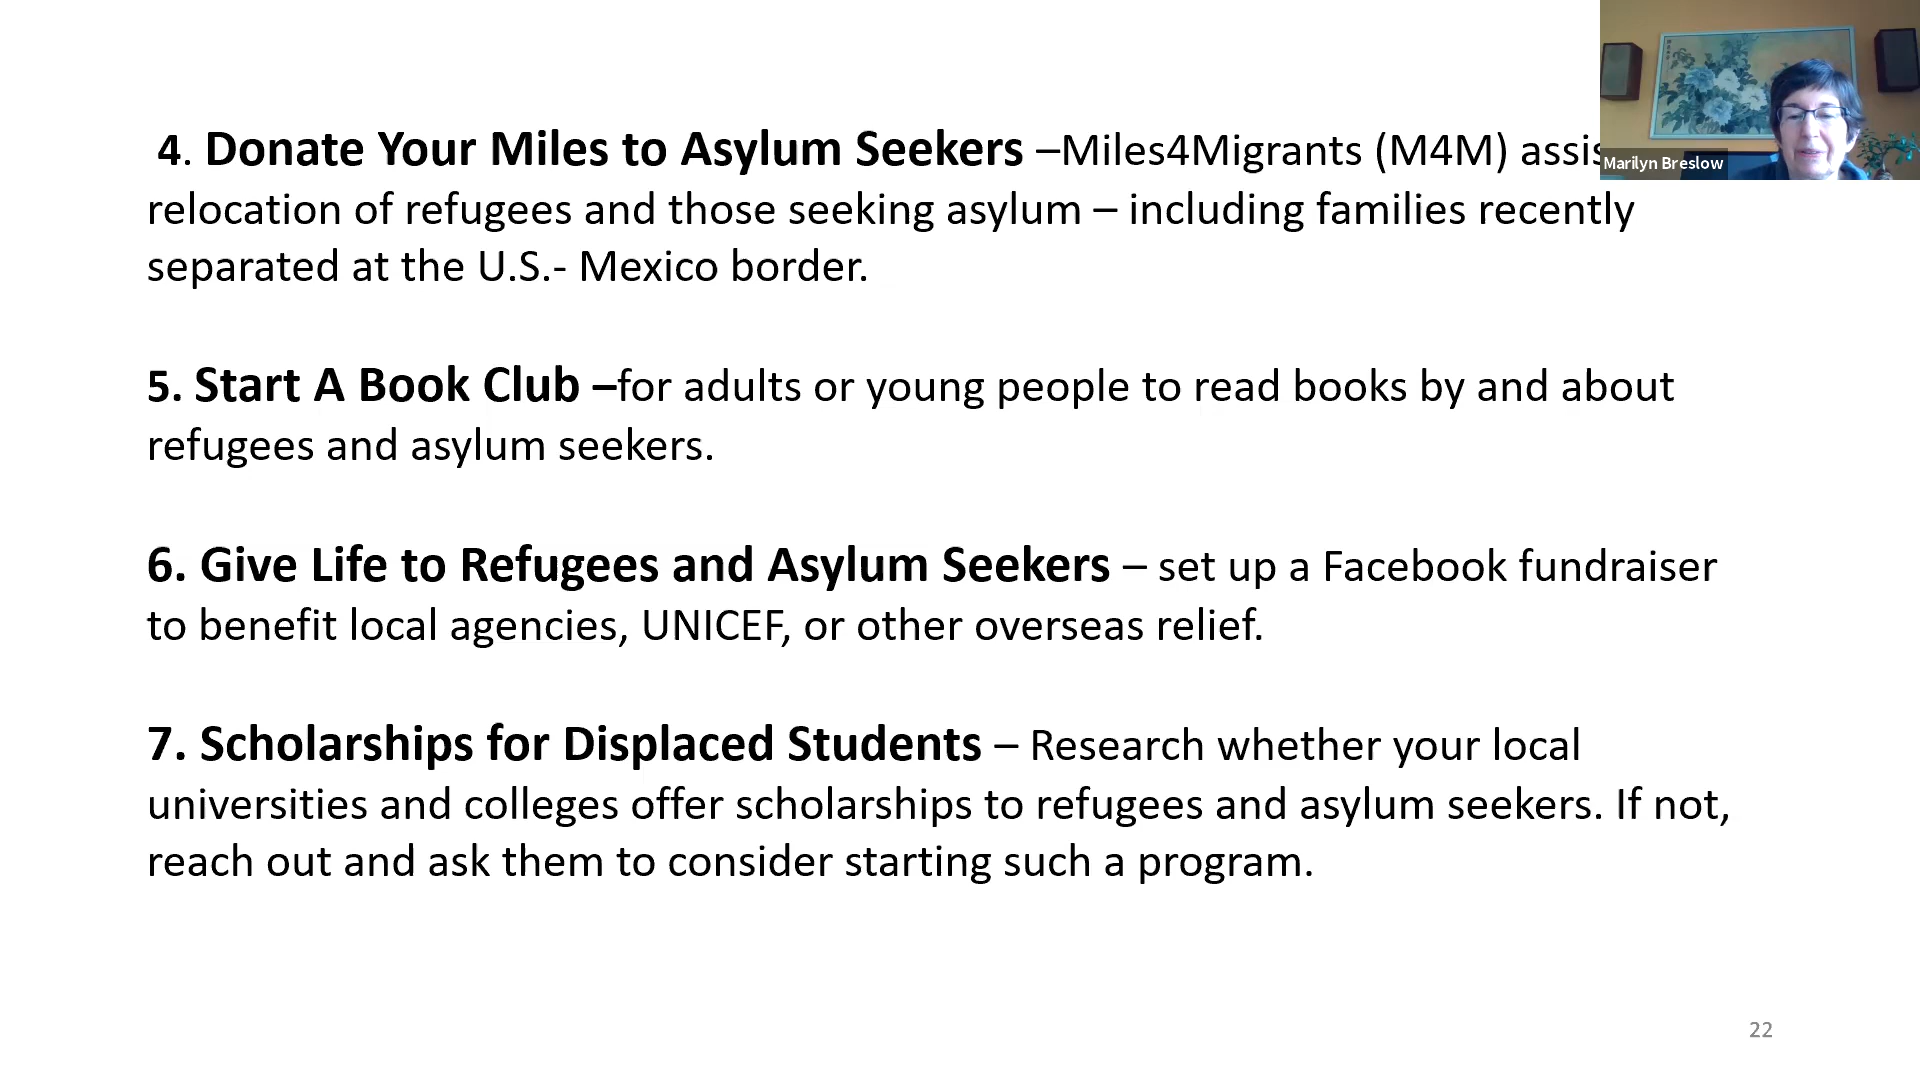 4. Donate Your Miles to Asylum Seekers –Miles4Migrants (M4M)
Marilyn Breslow
relocation of refugees and those seeking asylum – including families recently
separated at the U.S.- Mexico border.
5. Start A Book Club –for adults or young people to read books by and about
refugees and asylum seekers.
6. Give Life to Refugees and Asylum Seekers – set up a Facebook fundraiser
to benefit local agencies, UNICEF, or other overseas relief.
7. Scholarships for Displaced Students – Research whether your local
universities and colleges offer scholarships to refugees and asylum seekers. If not,
reach out and ask them to consider starting such a program.
22